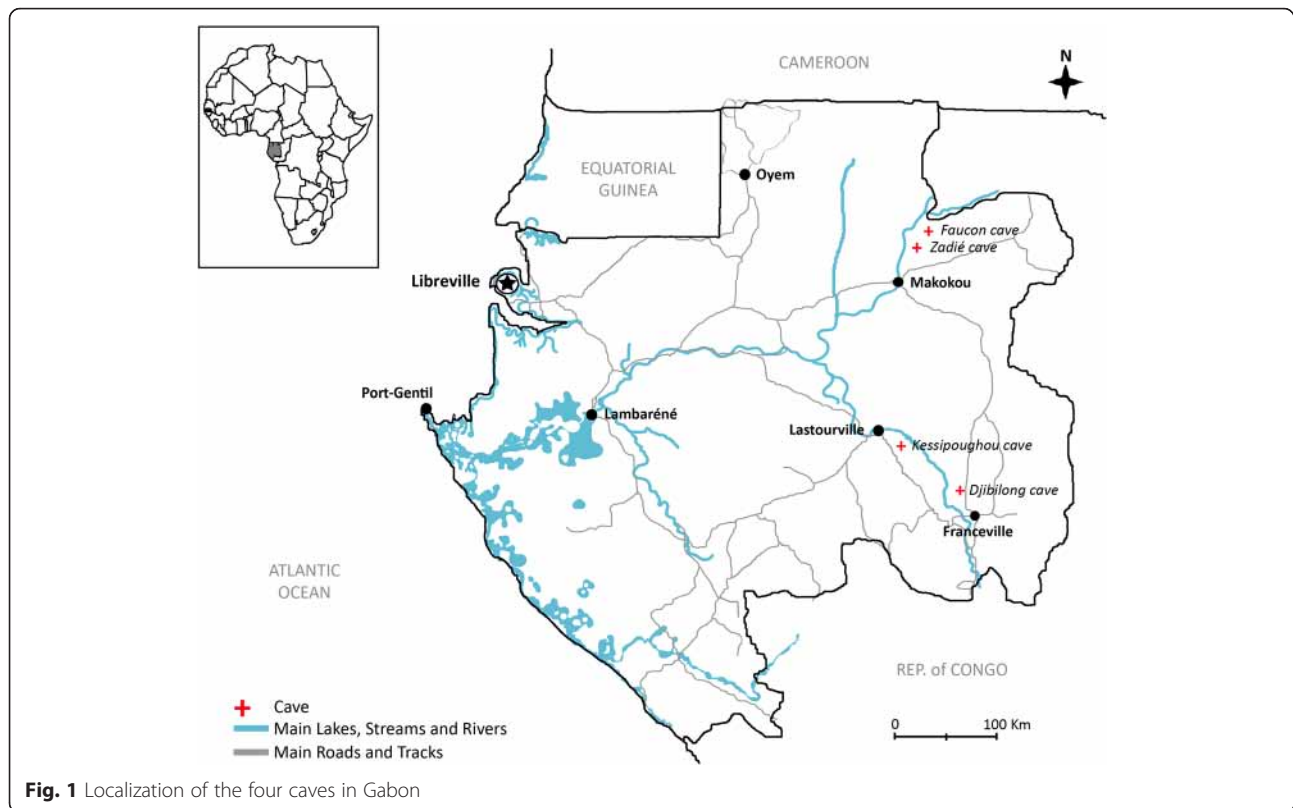 N
CAMEROON
EQUATORIAL
GUINEA
Oyem
Faucon cave
Zadié cave
Libreville
Makokou
Port-Gentil
Lambaréné
Lastourville
Kessipoughou cave
Djibilong cave
Franceville
ATLANTIC
OCEAN
REP. of CONGO
Cave
Main Lakes, Streams and Rivers
Main Roads and Tracks
0 100 Km
Fig. 1 Localization of the four caves in Gabon